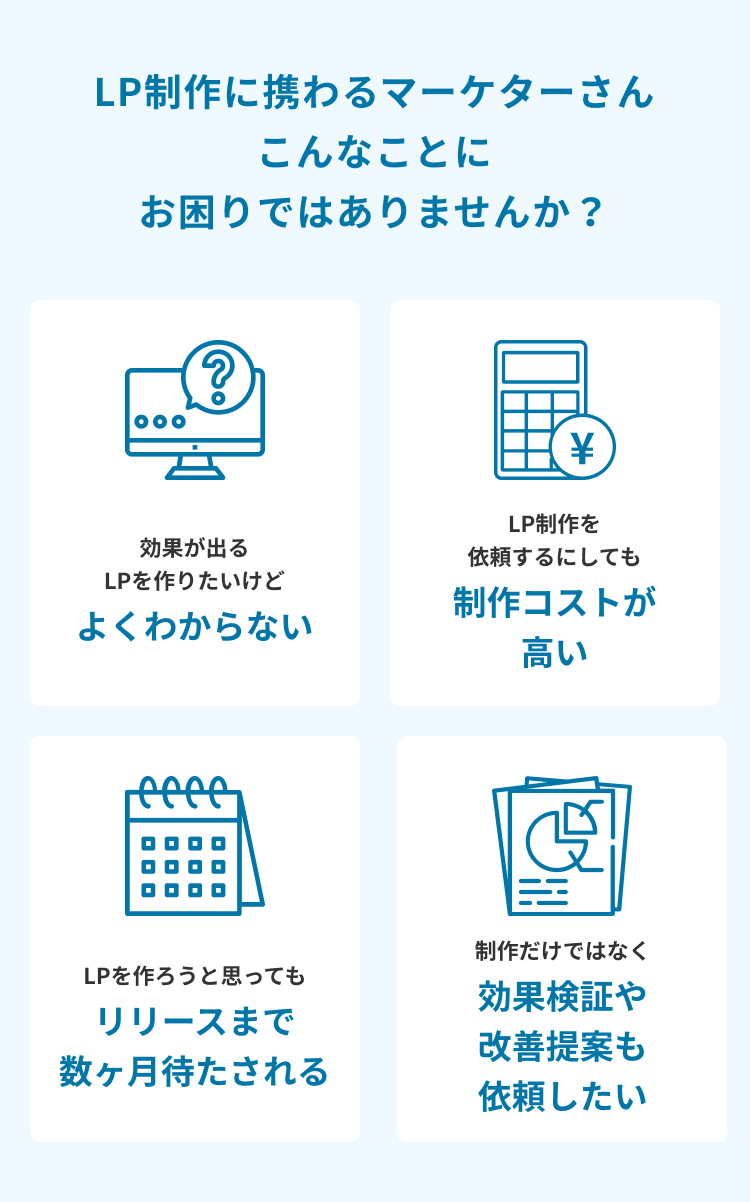 LP制作に携わるマーケターさん
こんなことに
お困りではありませんか？
?
¥
効果が出る
LPを作りたいけど
よくわからない
LP制作を
依頼するにしても
制作コストが
高い
LPを作ろうと思っても
リリースまで
数ヶ月待たされる
制作だけではなく
効果検証や
改善提案も
依頼したい